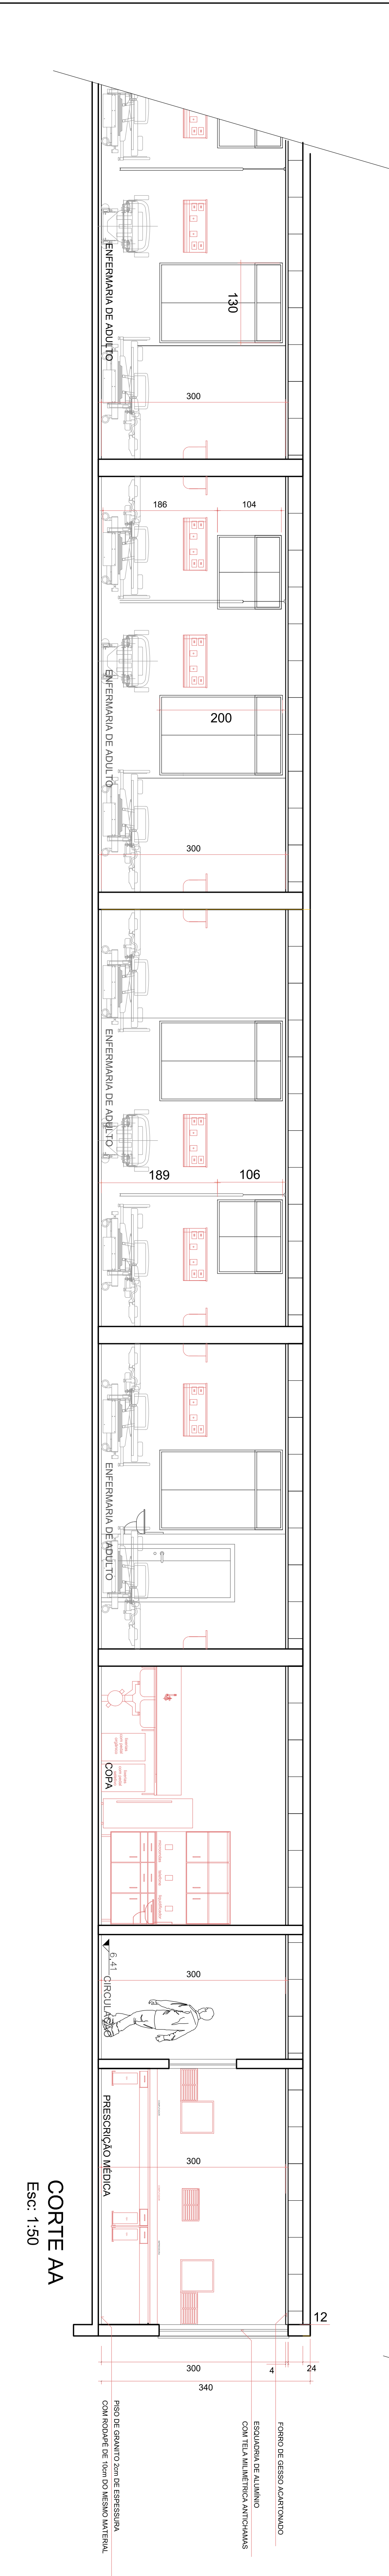 ENFERMARIA DE ADULTO
130
300
186
104
ENFERMARIA DE ADULTO
200
300
ENFERMARIA DE ADULTO
189
106
ENFERMARIA DE ADULTO
COPA
6,41
CIRCULAÇÃO
300
PRESCRIÇÃO MÉDICA
300
12
300
4
24
340
FORRO DE GESSO ACARTONADO
ESQUADRIA DE ALUMÍNIO
COM TELA MILIMÉTRICA ANTICHAMAS
PISO DE GRANITO 2cm DE ESPESSURA
COM RODAPÉ DE 10cm DO MESMO MATERIAL
CORTE AA
Esc: 1:50